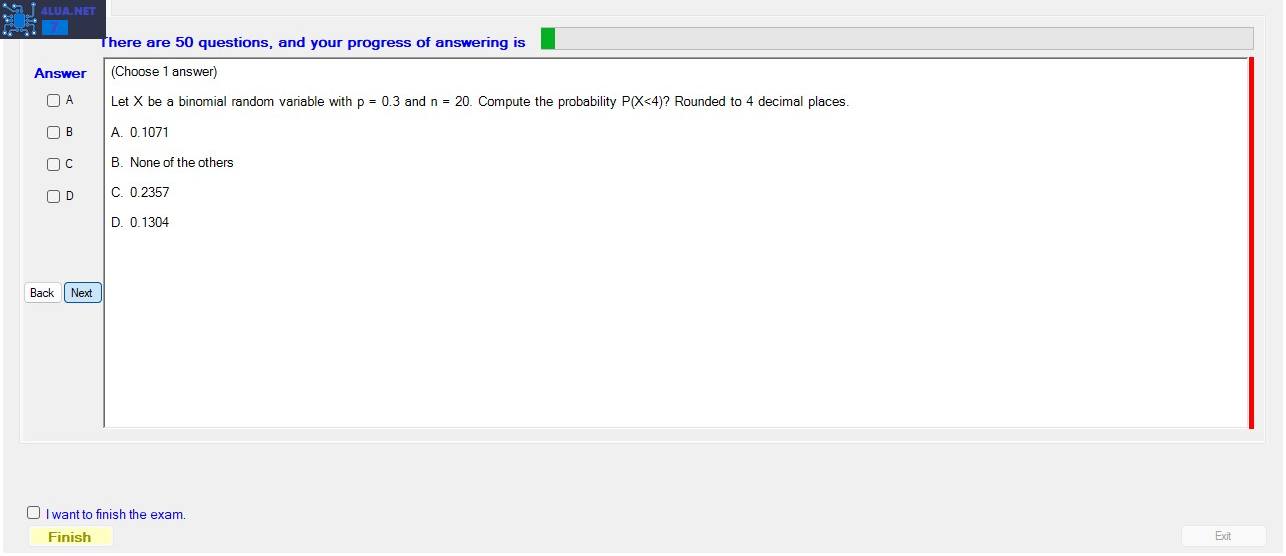 4LUA.NET
7
There are 50 questions, and your progress of answering is
Answer
(Choose 1 answer)
A
Let X be a binomial random variable with p = 0.3 and n = 20. Compute the probability P(X<4)? Rounded to 4 decimal places.
B
A. 0.1071
C
B. None of the others
D
C. 0.2357
D. 0.1304
Back Next
I want to finish the exam.
Finish
Exit